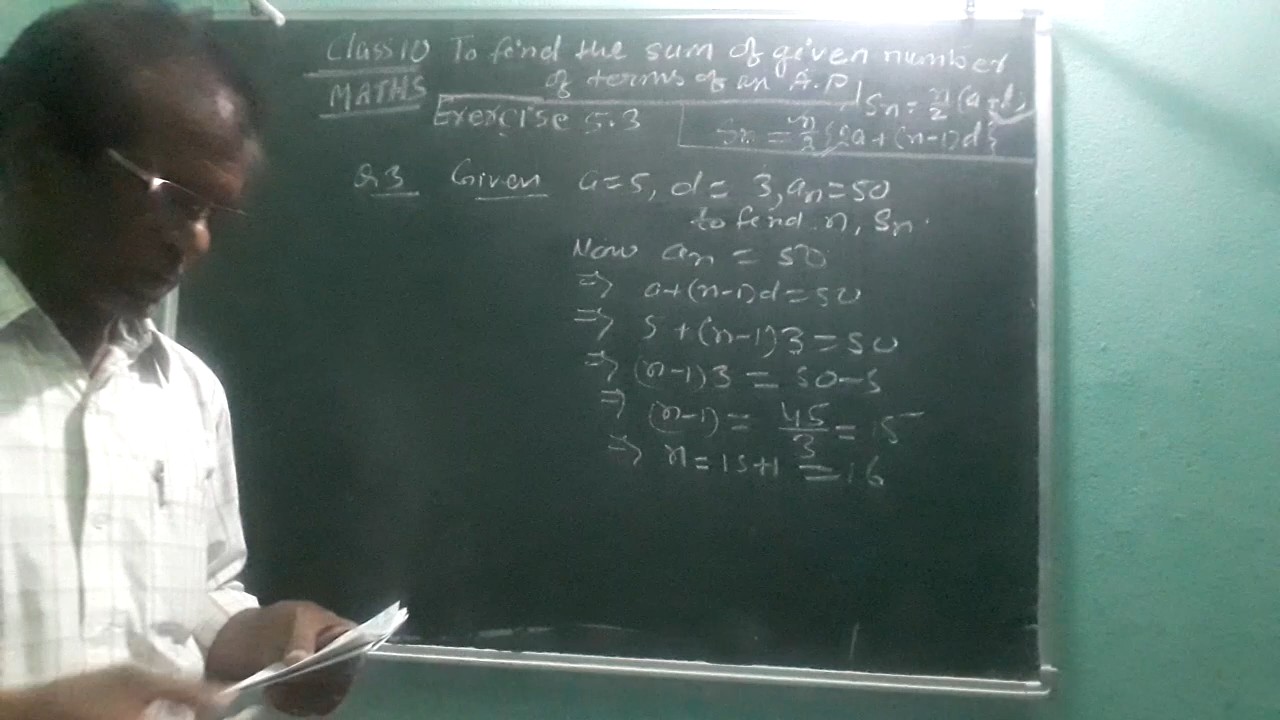 Class 10 To find the sum of given number
MATHS of terms of an A.P
Sn = n/2 (a+l)
Exercise 5.3 Sn = n/2 {2a+(n-1)d}
Q3 Given a=5, d= 3, an=50
to find n, Sn.
Now an = 50
⇒ a+(n-1)d=50
⇒ 5+(n-1)3=50
⇒ (n-1)3 = 50-5
⇒ (n-1) = 45/3 = 15
⇒ n=15+1 = 16